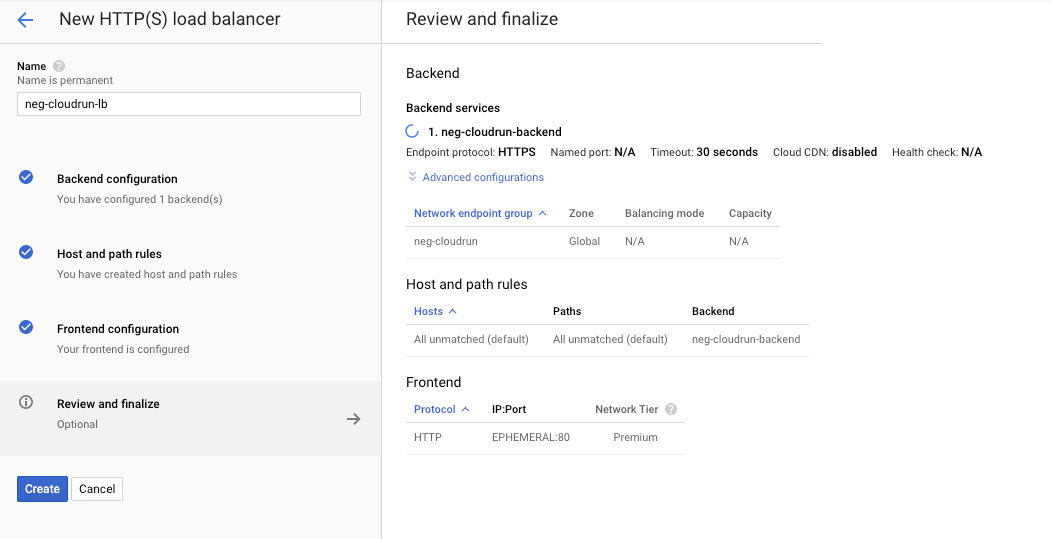 New HTTP(S) load balancer
Name
Name is permanent
neg-cloudrun-lb
Backend configuration
You have configured 1 backend(s)
Host and path rules
You have created host and path rules
Frontend configuration
Your frontend is configured
Review and finalize
Optional
Create Cancel
Review and finalize
Backend
Backend services
1. neg-cloudrun-backend
Endpoint protocol: HTTPS Named port: N/A Timeout: 30 seconds Cloud CDN: disabled Health check: N/A
Advanced configurations
Network endpoint group Zone Balancing mode Capacity
neg-cloudrun Global N/A N/A
Host and path rules
Hosts Paths Backend
All unmatched (default) All unmatched (default) neg-cloudrun-backend
Frontend
Protocol IP:Port Network Tier
HTTP EPHEMERAL:80 Premium